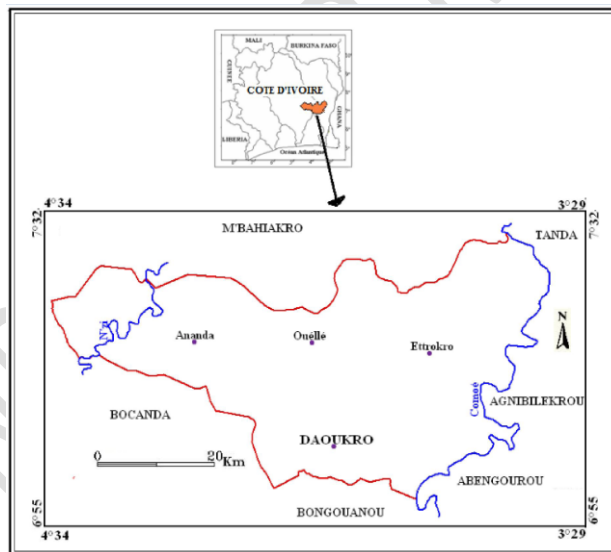 MALI
BURKINA FASO
GUINEE
COTE D'IVOIRE
GHANA
LIBERIA
Ocean Atlantique
4°34
3°29
7°32
7°32
M'BAHIAKRO
TANDA
N'zi
Ananda
Ouéllé
Ettrokro
N
Comoé
AGNIBILEKROU
BOCANDA
DAOUKRO
0
20
Km
ABENGOUROU
BONGOUANOU
6°55
6°55
4°34
3°29